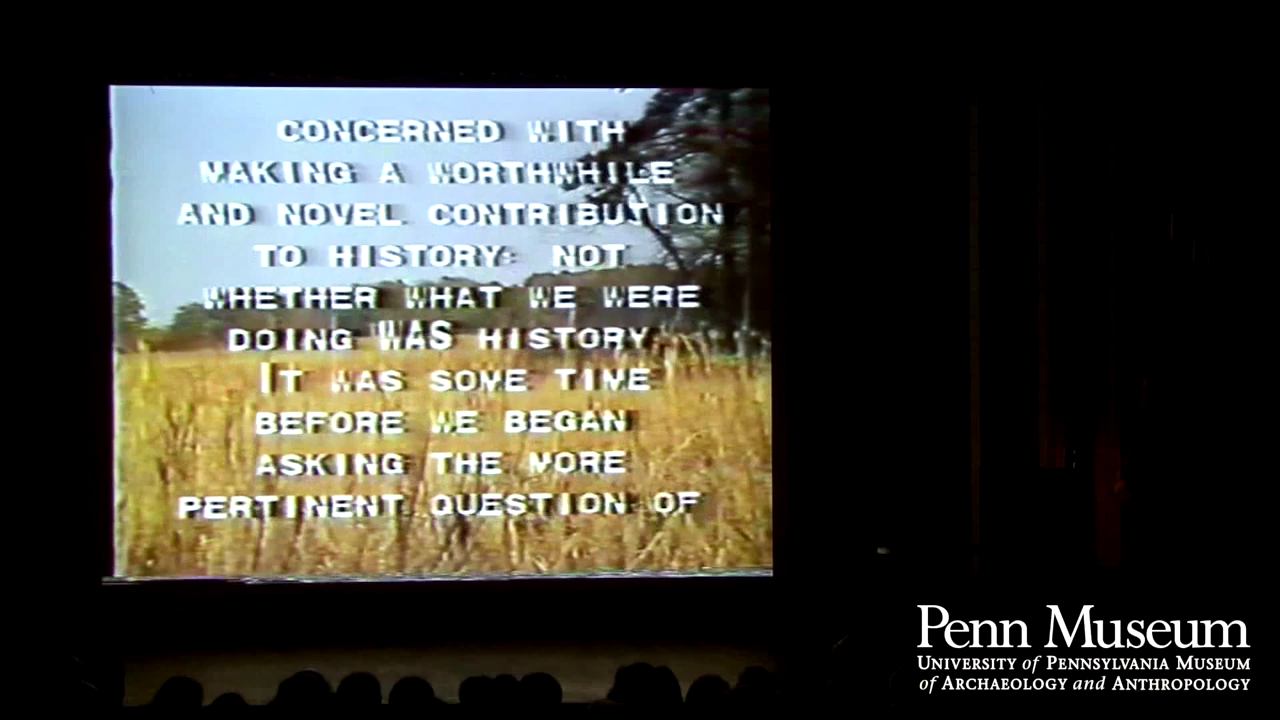 CONCERNED WITH
MAKING A WORTHWHILE
AND NOVEL CONTRIBUTION
TO HISTORY: NOT
WHETHER WHAT WE WERE
DOING WAS HISTORY.
IT WAS SOME TIME
BEFORE WE BEGAN
ASKING THE MORE
PERTINENT QUESTION OF
Penn Museum
UNIVERSITY of PENNSYLVANIA MUSEUM
of ARCHAEOLOGY and ANTHROPOLOGY